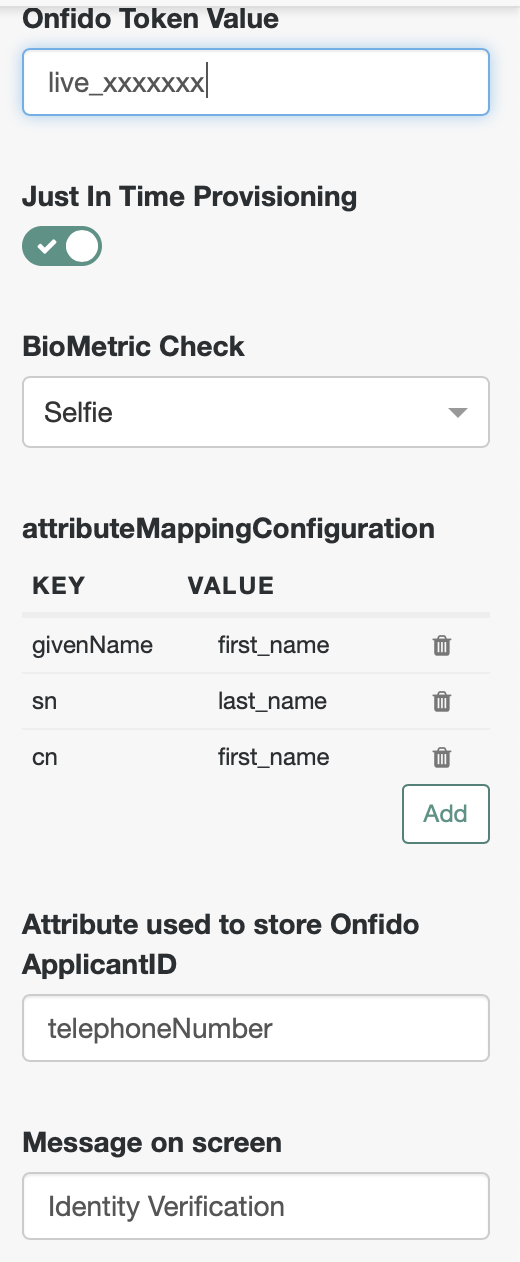 Onfido Token Value
live_xxxxxxx
Just In Time Provisioning
BioMetric Check
Selfie
attributeMappingConfiguration
KEY VALUE
givenName first_name
sn last_name
cn first_name
Add
Attribute used to store Onfido
ApplicantID
telephoneNumber
Message on screen
Identity Verification